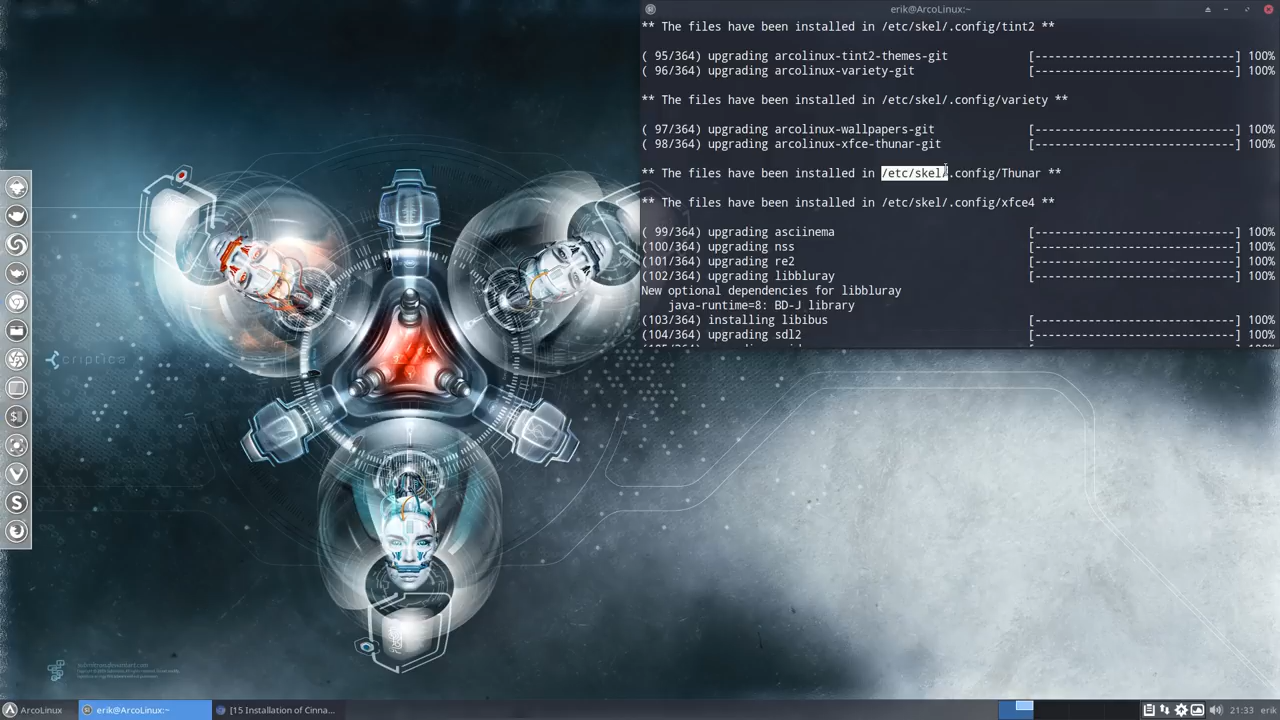 erik@ArcoLinux:~
** The files have been installed in /etc/skel/.config/tint2 **
( 95/364) upgrading arcolinux-tint2-themes-git [------------------------------] 100%
( 96/364) upgrading arcolinux-variety-git [------------------------------] 100%
** The files have been installed in /etc/skel/.config/variety **
( 97/364) upgrading arcolinux-wallpapers-git [------------------------------] 100%
( 98/364) upgrading arcolinux-xfce-thunar-git [------------------------------] 100%
** The files have been installed in /etc/skel/.config/Thunar **
** The files have been installed in /etc/skel/.config/xfce4 **
( 99/364) upgrading asciinema [------------------------------] 100%
(100/364) upgrading nss [------------------------------] 100%
(101/364) upgrading re2 [------------------------------] 100%
(102/364) upgrading libbluray [------------------------------] 100%
New optional dependencies for libbluray
java-runtime=8: BD-J library
(103/364) installing libibus [------------------------------] 100%
(104/364) upgrading sdl2 [------------------------------] 100%
criptica
ArcoLinux
erik@ArcoLinux:~
[15 Installation of Cinna...
21:33
erik